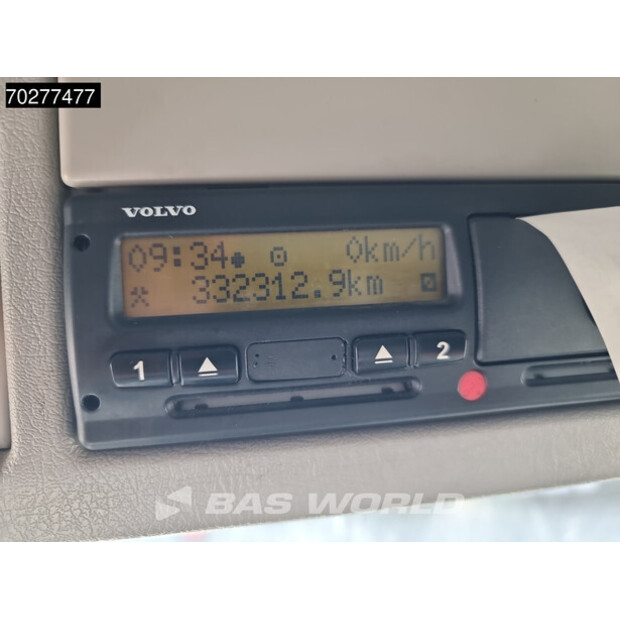 70277477
VOLVO
09:34 0km/h
332312.9km
1 2
BAS WORLD